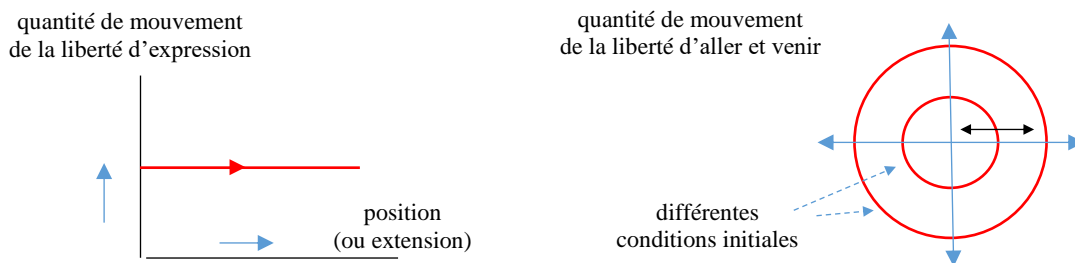 quantité de mouvement
de la liberté d’expression
position
(ou extension)
quantité de mouvement
de la liberté d’aller et venir
différentes
conditions initiales